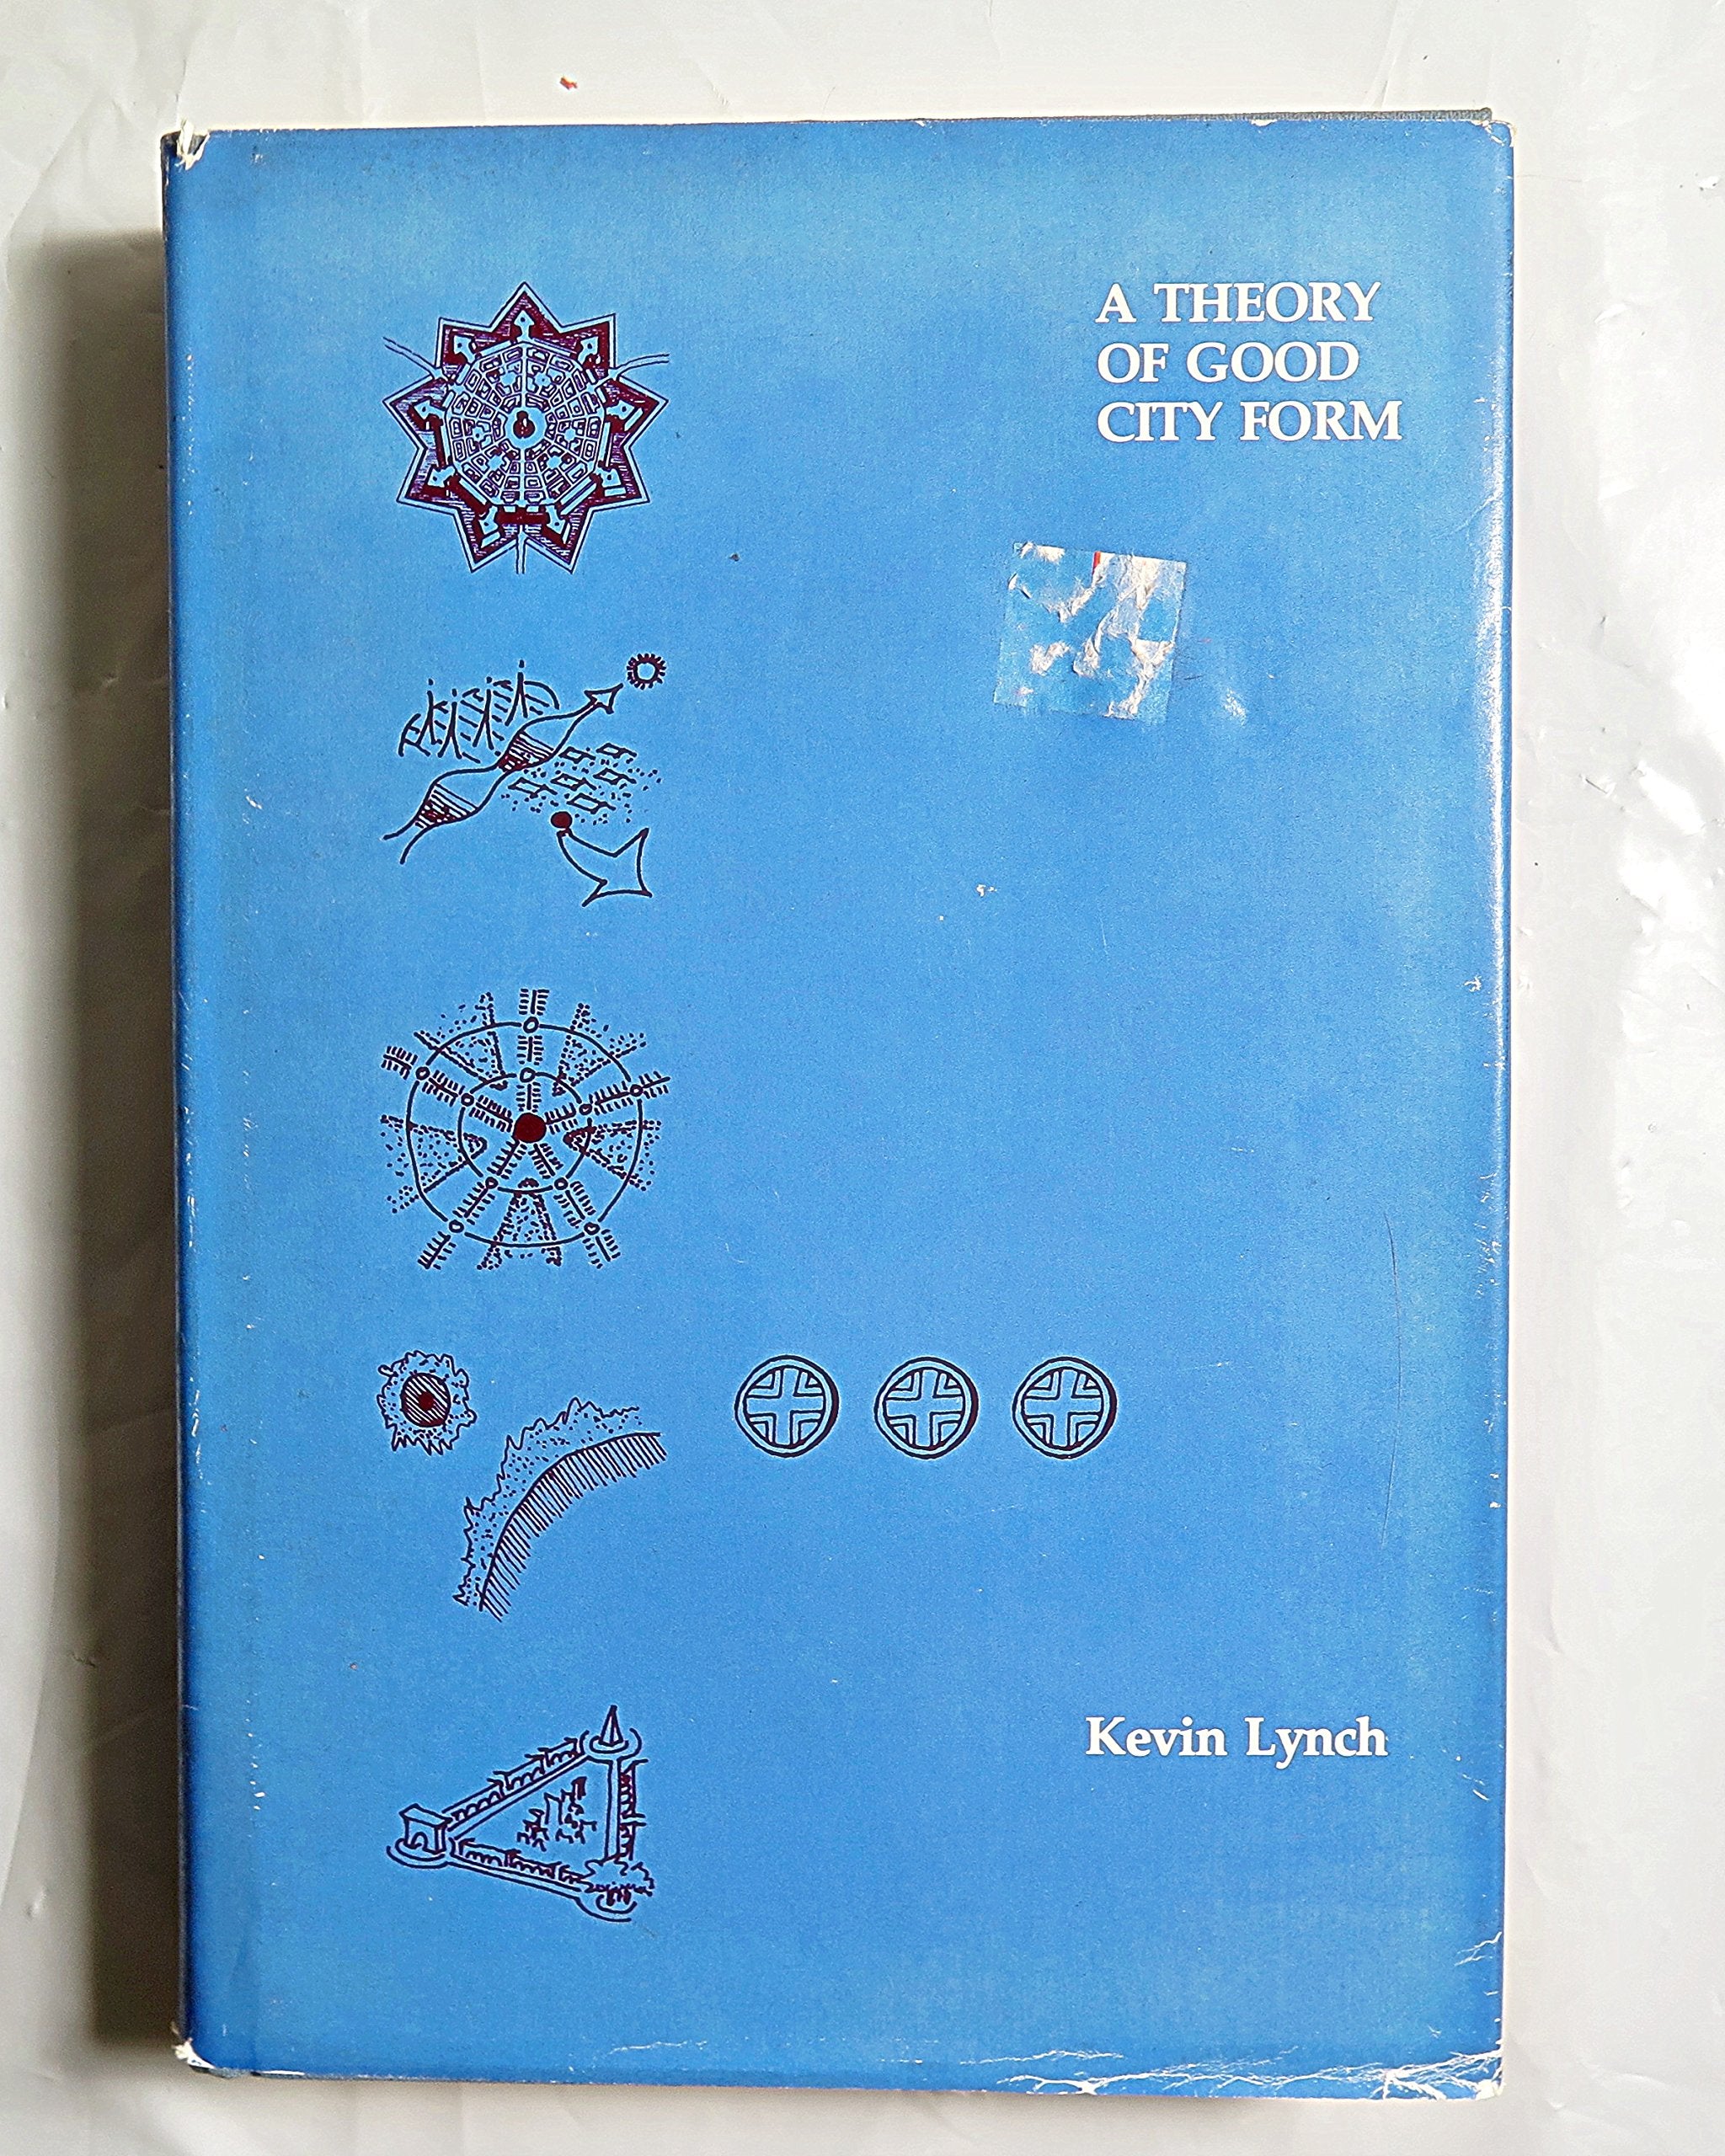 A THEORY
OF GOOD
CITY FORM
Kevin Lynch